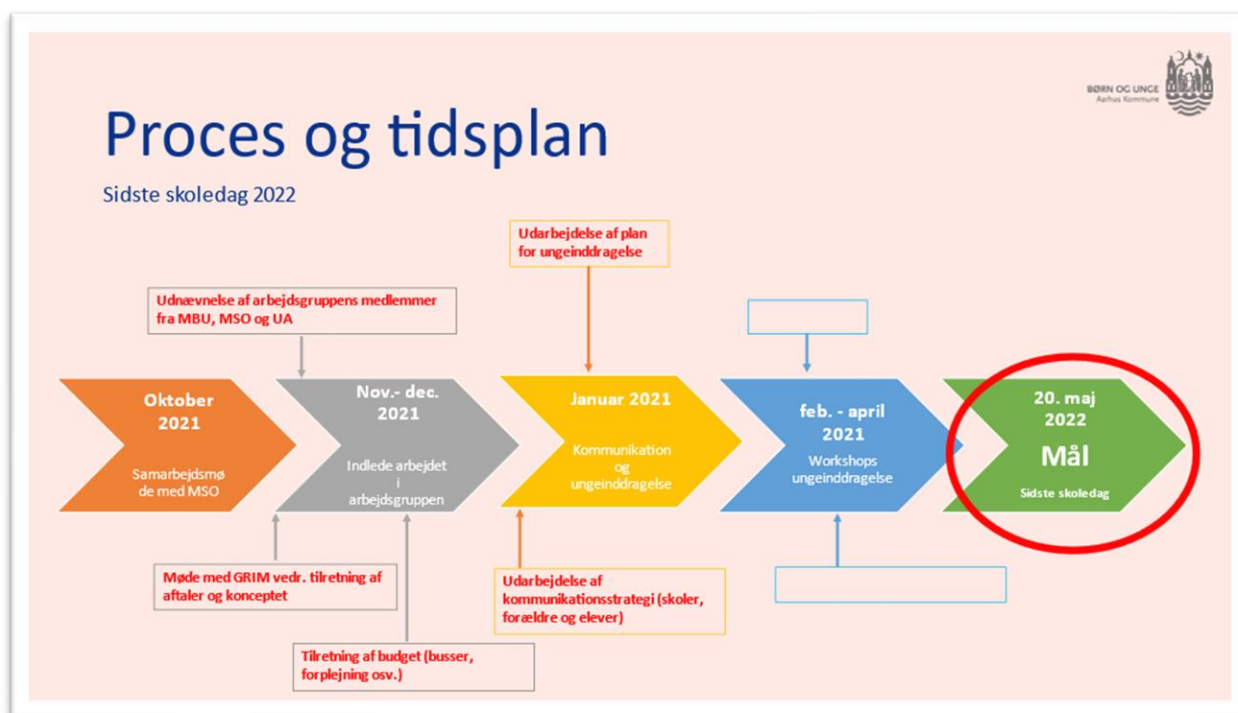 BØRN OG UNGE
Aarhus Kommune
Proces og tidsplan
Sidste skoledag 2022
Udarbejdelse af plan
for ungeinddragelse
Udnævnelse af arbejdsgruppens medlemmer
fra MBU, MSO og UA
Oktober
2021
Samarbejdsmø
de med MSO
Nov.- dec.
2021
Indlede arbejdet
i
arbejdsgruppen
Januar 2021
Kommunikation
og
ungeinddragelse
feb. - april
2021
Workshops
ungeinddragelse
20. maj
2022
Mål
Sidste skoledag
Møde med GRIM vedr. tilretning af
aftaler og konceptet
Udarbejdelse af
kommunikationsstrategi (skoler,
forældre og elever)
Tilretning af budget (busser,
forplejning osv.)